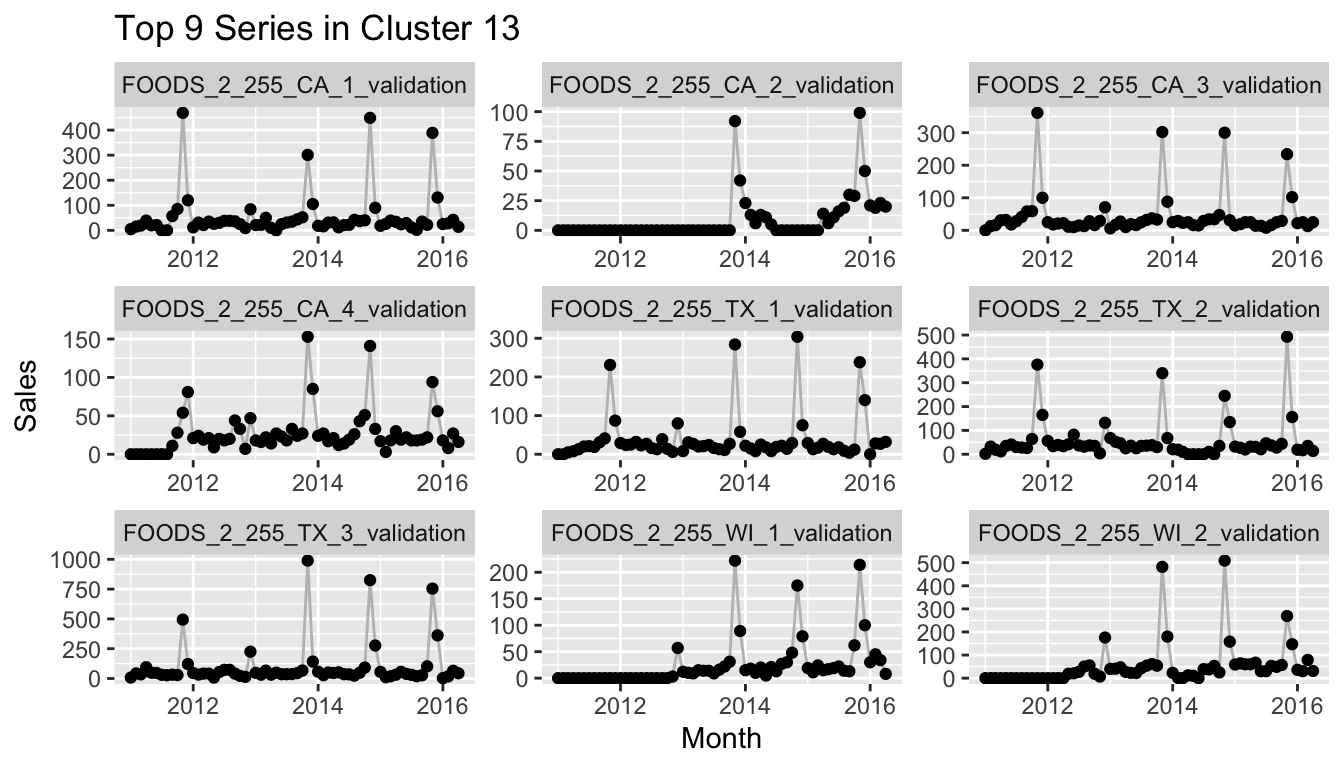 Top 9 Series in Cluster 13
FOODS_2_255_CA_1_validation
FOODS_2_255_CA_2_validation
FOODS_2_255_CA_3_validation
400
300
200
100
0
100
75
50
25
0
300
200
100
0
2012 2014 2016
2012 2014 2016
2012 2014 2016
FOODS_2_255_CA_4_validation
FOODS_2_255_TX_1_validation
FOODS_2_255_TX_2_validation
150
100
50
0
300
200
100
0
500
400
300
200
100
0
2012 2014 2016
2012 2014 2016
2012 2014 2016
FOODS_2_255_TX_3_validation
FOODS_2_255_WI_1_validation
FOODS_2_255_WI_2_validation
1000
750
500
250
0
200
150
100
50
0
500
400
300
200
100
0
2012 2014 2016
2012 2014 2016
2012 2014 2016
Sales
Month